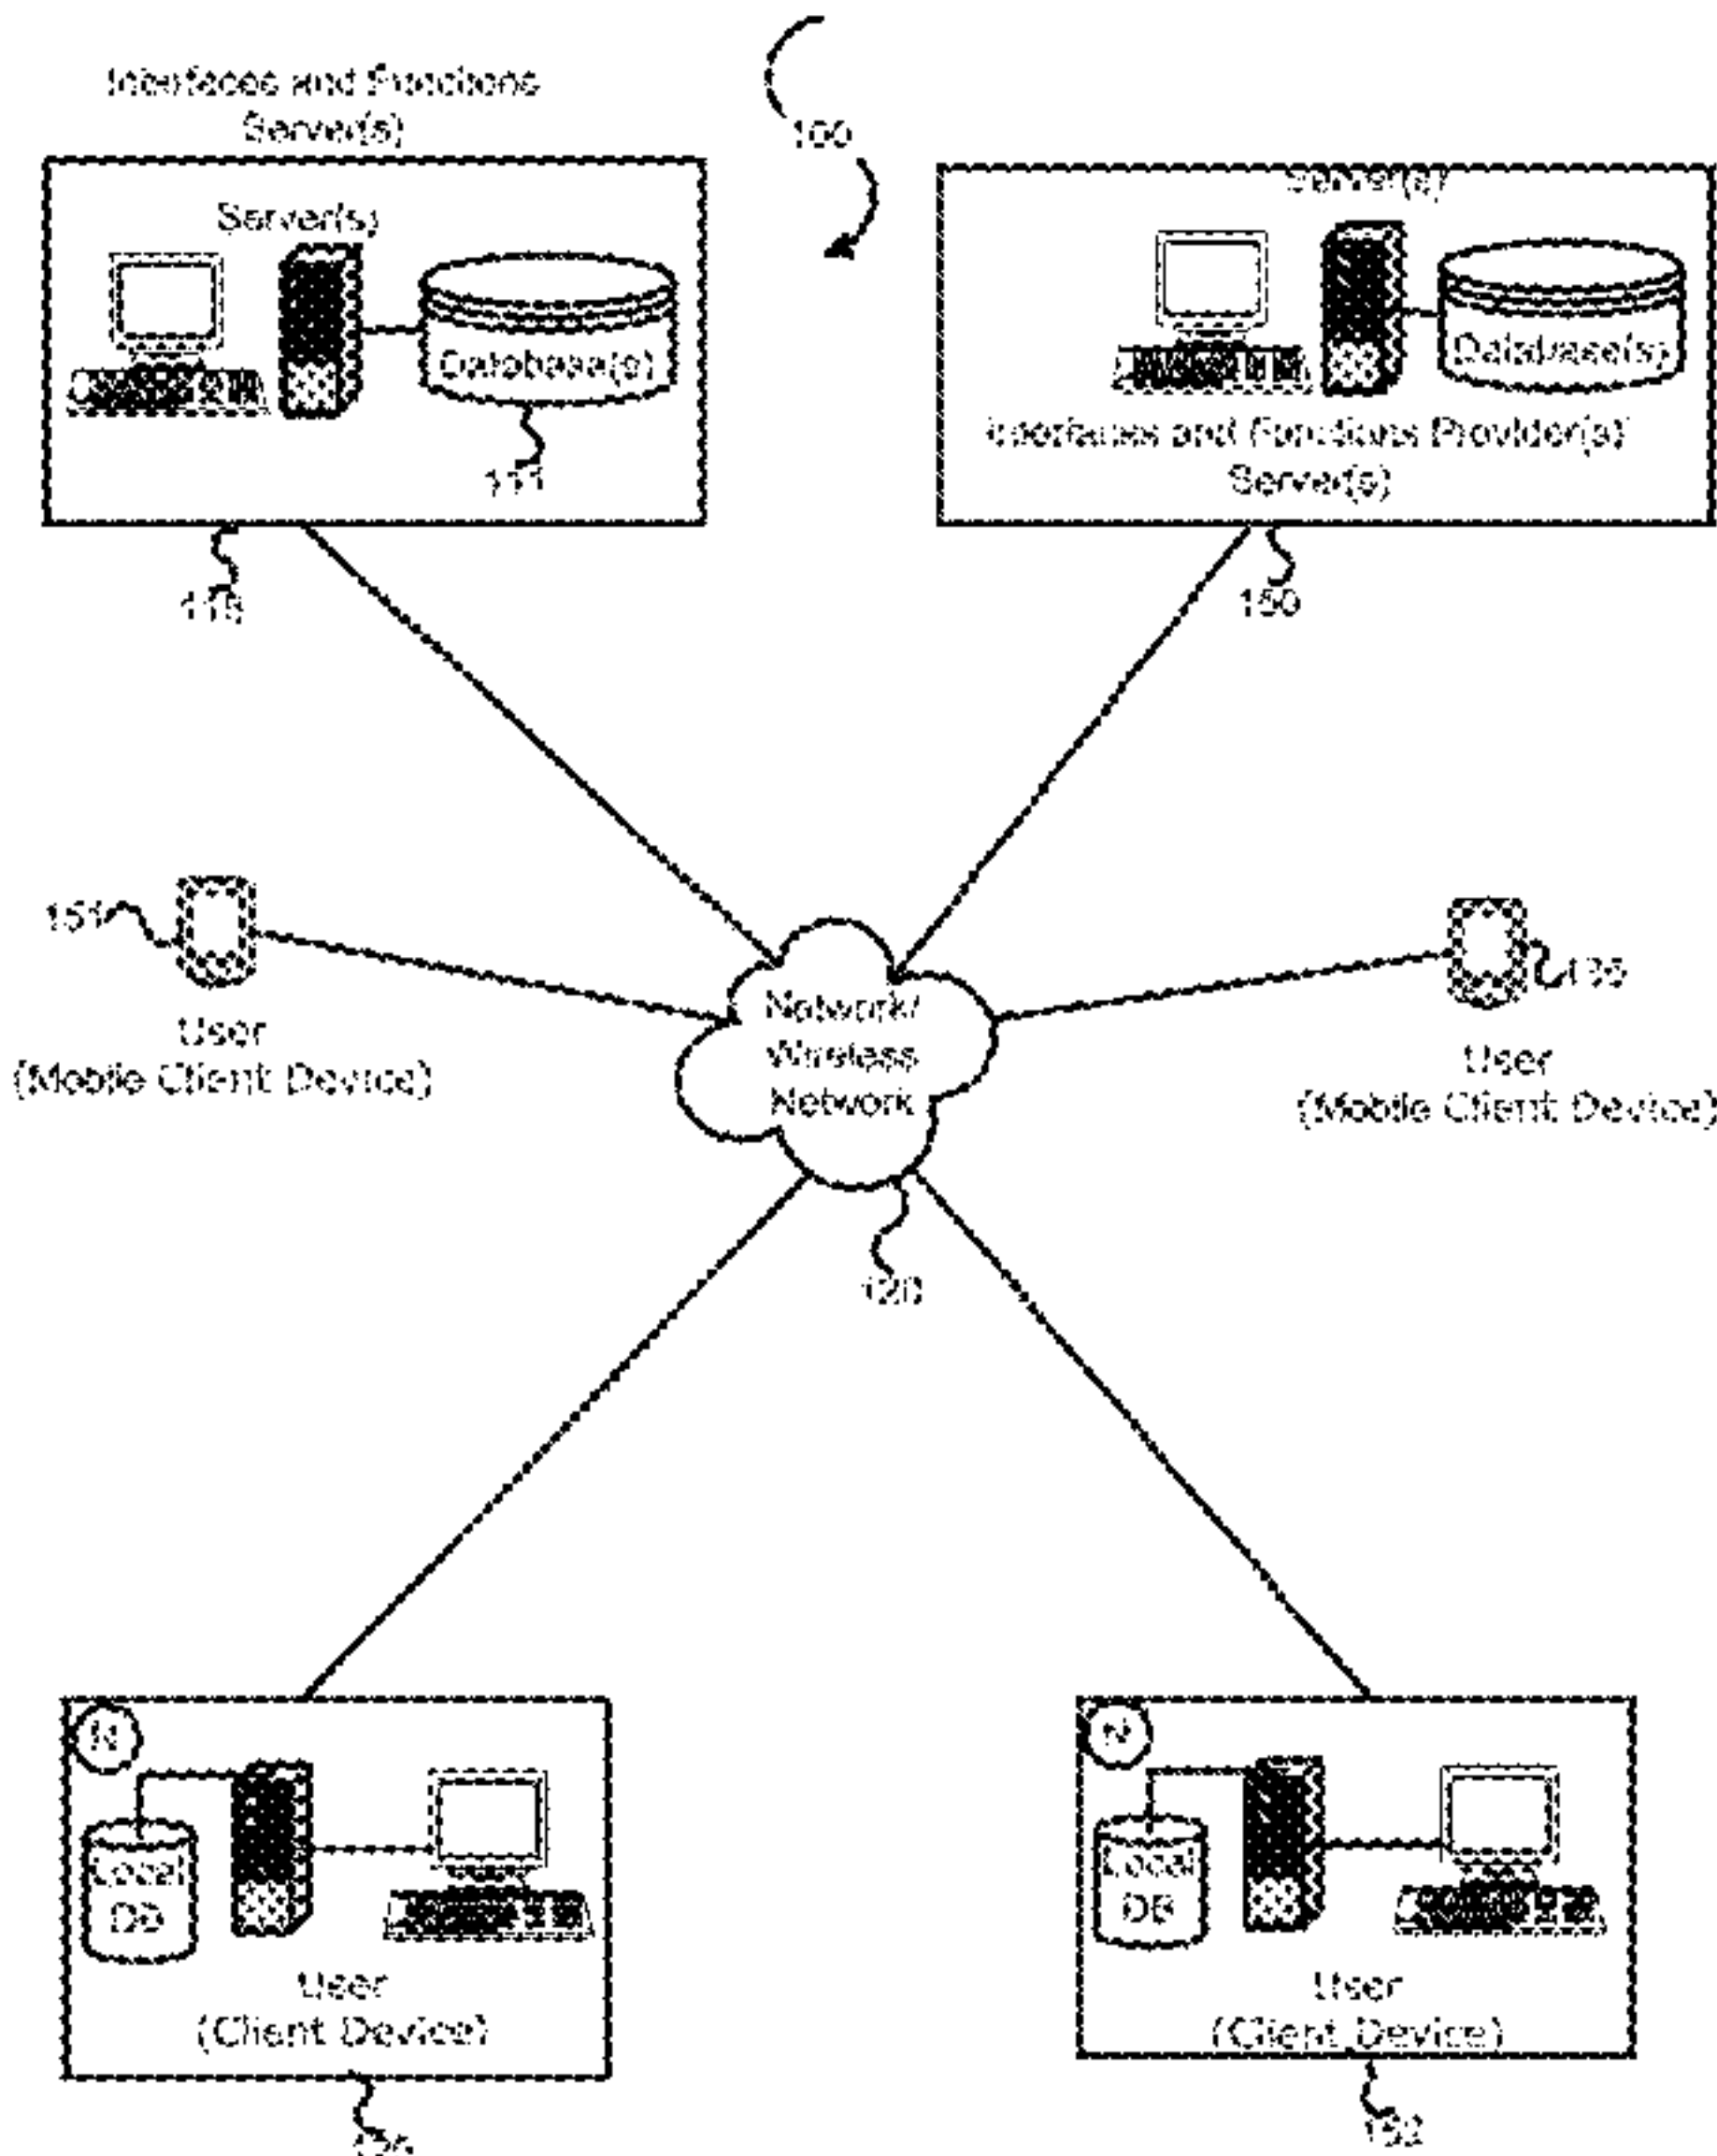 Interfaces and Functions
Server(s)
100
Server(s)
Database(s)
111
Server(s)
Database(s)
Interfaces and Functions Provider(s)
Server(s)
150
151
User
(Mobile Client Device)
Network/
Wireless
Network
User
(Mobile Client Device)
120
N
Local
DB
User
(Client Device)
N
Local
DB
User
(Client Device)
152